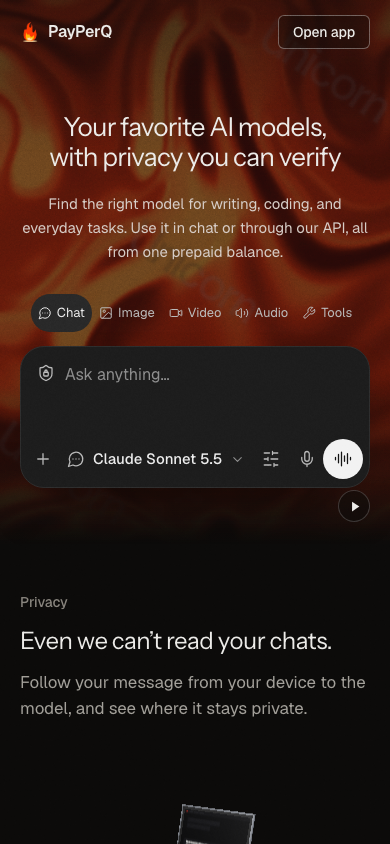 PayPerQ
Open app
Your favorite AI models,
with privacy you can verify
Find the right model for writing, coding, and
everyday tasks. Use it in chat or through our API, all
from one prepaid balance.
Chat
Image
Video
Audio
Tools
Ask anything...
Claude Sonnet 5.5
Privacy
Even we can't read your chats.
Follow your message from your device to the
model, and see where it stays private.